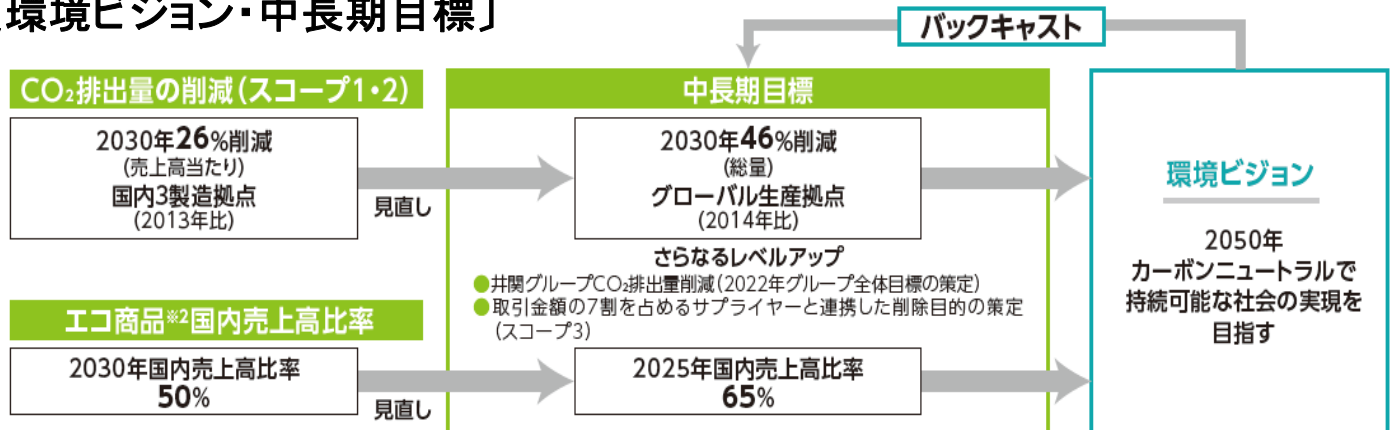 環境ビジョン・中長期目標〕
バックキャスト
CO₂排出量の削減(スコープ1・2)
2030年26%削減
(売上高当たり)
国内3製造拠点
(2013年比)
見直し
中長期目標
2030年46%削減
(総量)
グローバル生産拠点
(2014年比)
さらなるレベルアップ
●井関グループCO₂排出量削減(2022年グループ全体目標の策定)
●取引金額の7割を占めるサプライヤーと連携した削除目的の策定
(スコープ3)
エコ商品※2国内売上高比率
2030年国内売上高比率
50%
見直し
2025年国内売上高比率
65%
環境ビジョン
2050年
カーボンニュートラルで
持続可能な社会の実現を
目指す